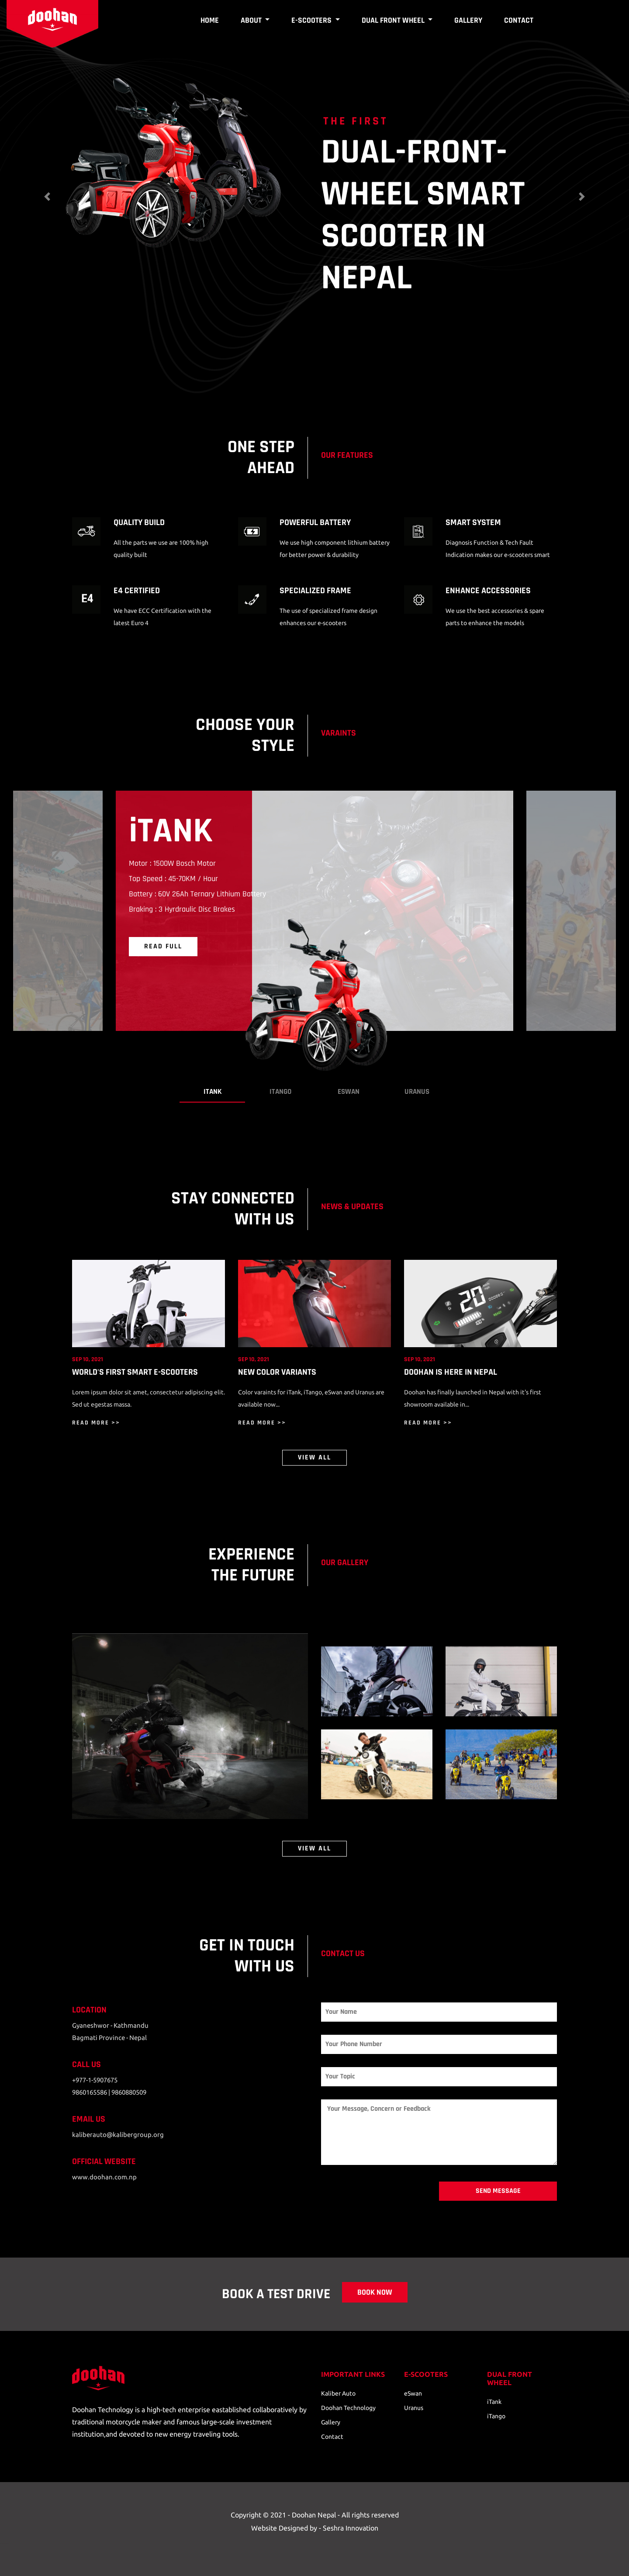 doohan
HOME
ABOUT
E-SCOOTERS
DUAL FRONT WHEEL
GALLERY
CONTACT
THE FIRST
DUAL-FRONT-
WHEEL SMART
SCOOTER IN
NEPAL
ONE STEP
AHEAD
OUR FEATURES
QUALITY BUILD
All the parts we use are 100% high
quality built
POWERFUL BATTERY
We use high component lithium battery
for better power & durability
SMART SYSTEM
Diagnosis Function & Tech Fault
Indication makes our e-scooters smart
E4
E4 CERTIFIED
We have ECC Certification with the
latest Euro 4
SPECIALIZED FRAME
The use of specialized frame design
enhances our e-scooters
ENHANCE ACCESSORIES
We use the best accessories & spare
parts to enhance the models
CHOOSE YOUR
STYLE
VARAINTS
iTANK
Motor : 1500W Bosch Motor
Top Speed : 45-70KM / Hour
Battery : 60V 26Ah Ternary Lithium Battery
Braking : 3 Hyrdraulic Disc Brakes
READ FULL
ITANK
ITANGO
ESWAN
URANUS
STAY CONNECTED
WITH US
NEWS & UPDATES
20
SEP 10, 2021
WORLD'S FIRST SMART E-SCOOTERS
Lorem ipsum dolor sit amet, consectetur adipiscing elit.
Sed ut egestas massa.
READ MORE >>
SEP 10, 2021
NEW COLOR VARIANTS
Color varaints for iTank, iTango, eSwan and Uranus are
available now...
READ MORE >>
SEP 10, 2021
DOOHAN IS HERE IN NEPAL
Doohan has finally launched in Nepal with it's first
showroom available in...
READ MORE >>
VIEW ALL
EXPERIENCE
THE FUTURE
OUR GALLERY
VIEW ALL
GET IN TOUCH
WITH US
CONTACT US
LOCATION
Gyaneshwor - Kathmandu
Bagmati Province - Nepal
CALL US
+977-1-5907675
9860165586 | 9860880509
EMAIL US
kaliberauto@kalibergroup.org
OFFICIAL WEBSITE
www.doohan.com.np
Your Name
Your Phone Number
Your Topic
Your Message, Concern or Feedback
SEND MESSAGE
BOOK A TEST DRIVE
BOOK NOW
doohan
Doohan Technology is a high-tech enterprise eastablished collaboratively by
traditional motorcycle maker and famous large-scale investment
institution,and devoted to new energy traveling tools.
IMPORTANT LINKS
Kaliber Auto
Doohan Technology
Gallery
Contact
E-SCOOTERS
eSwan
Uranus
DUAL FRONT
WHEEL
iTank
iTango
Copyright © 2021 - Doohan Nepal - All rights reserved
Website Designed by - Seshra Innovation